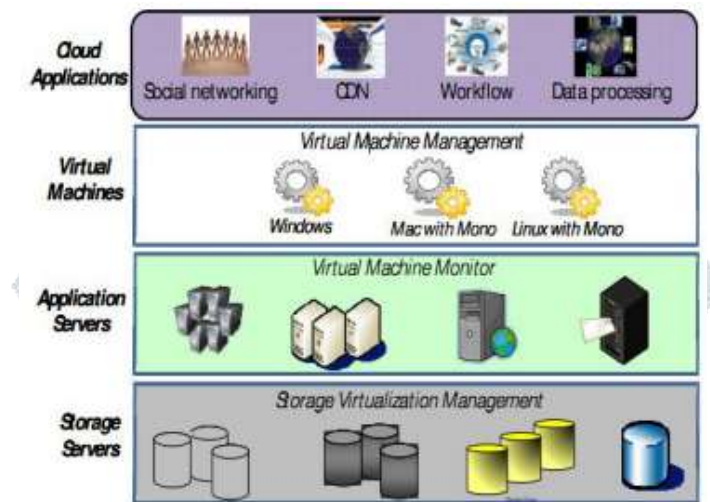 Cloud
Applications
Social networking
CDN
Workflow
Data processing
Virtual
Machines
Virtual Machine Management
Windows
Mac with Mono
Linux with Mono
Application
Servers
Virtual Machine Monitor
Storage
Servers
Storage Virtualization Management